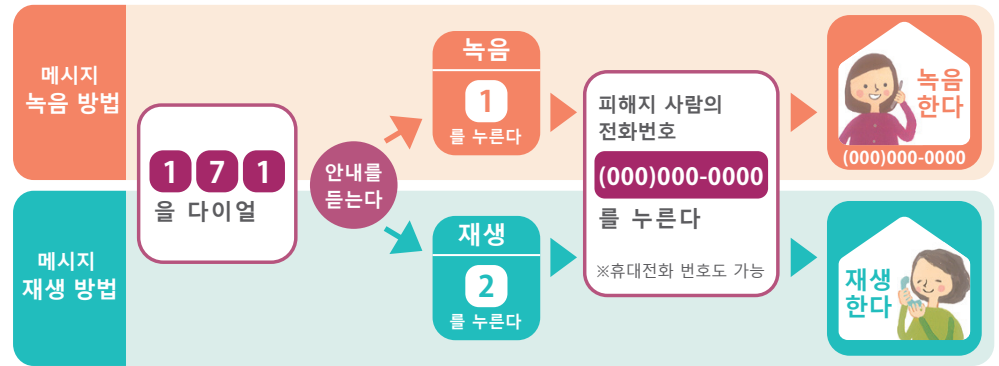 메시지
녹음 방법
메시지
재생 방법
1 7 1
을 다이얼
안내를
듣는다
녹음
1
를 누른다
재생
2
를 누른다
피해지 사람의
전화번호
(000)000-0000
를 누른다
※휴대전화 번호도 가능
녹음
한다
(000)000-0000
재생
한다